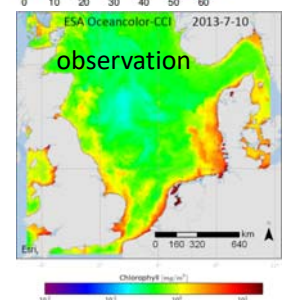 0 10 20 30 40 50 60
ESA Oceancolor-CCI 2013-7-10
observation
km
0 160 320 640
Esri,
Chlorophyll [mg/m³]